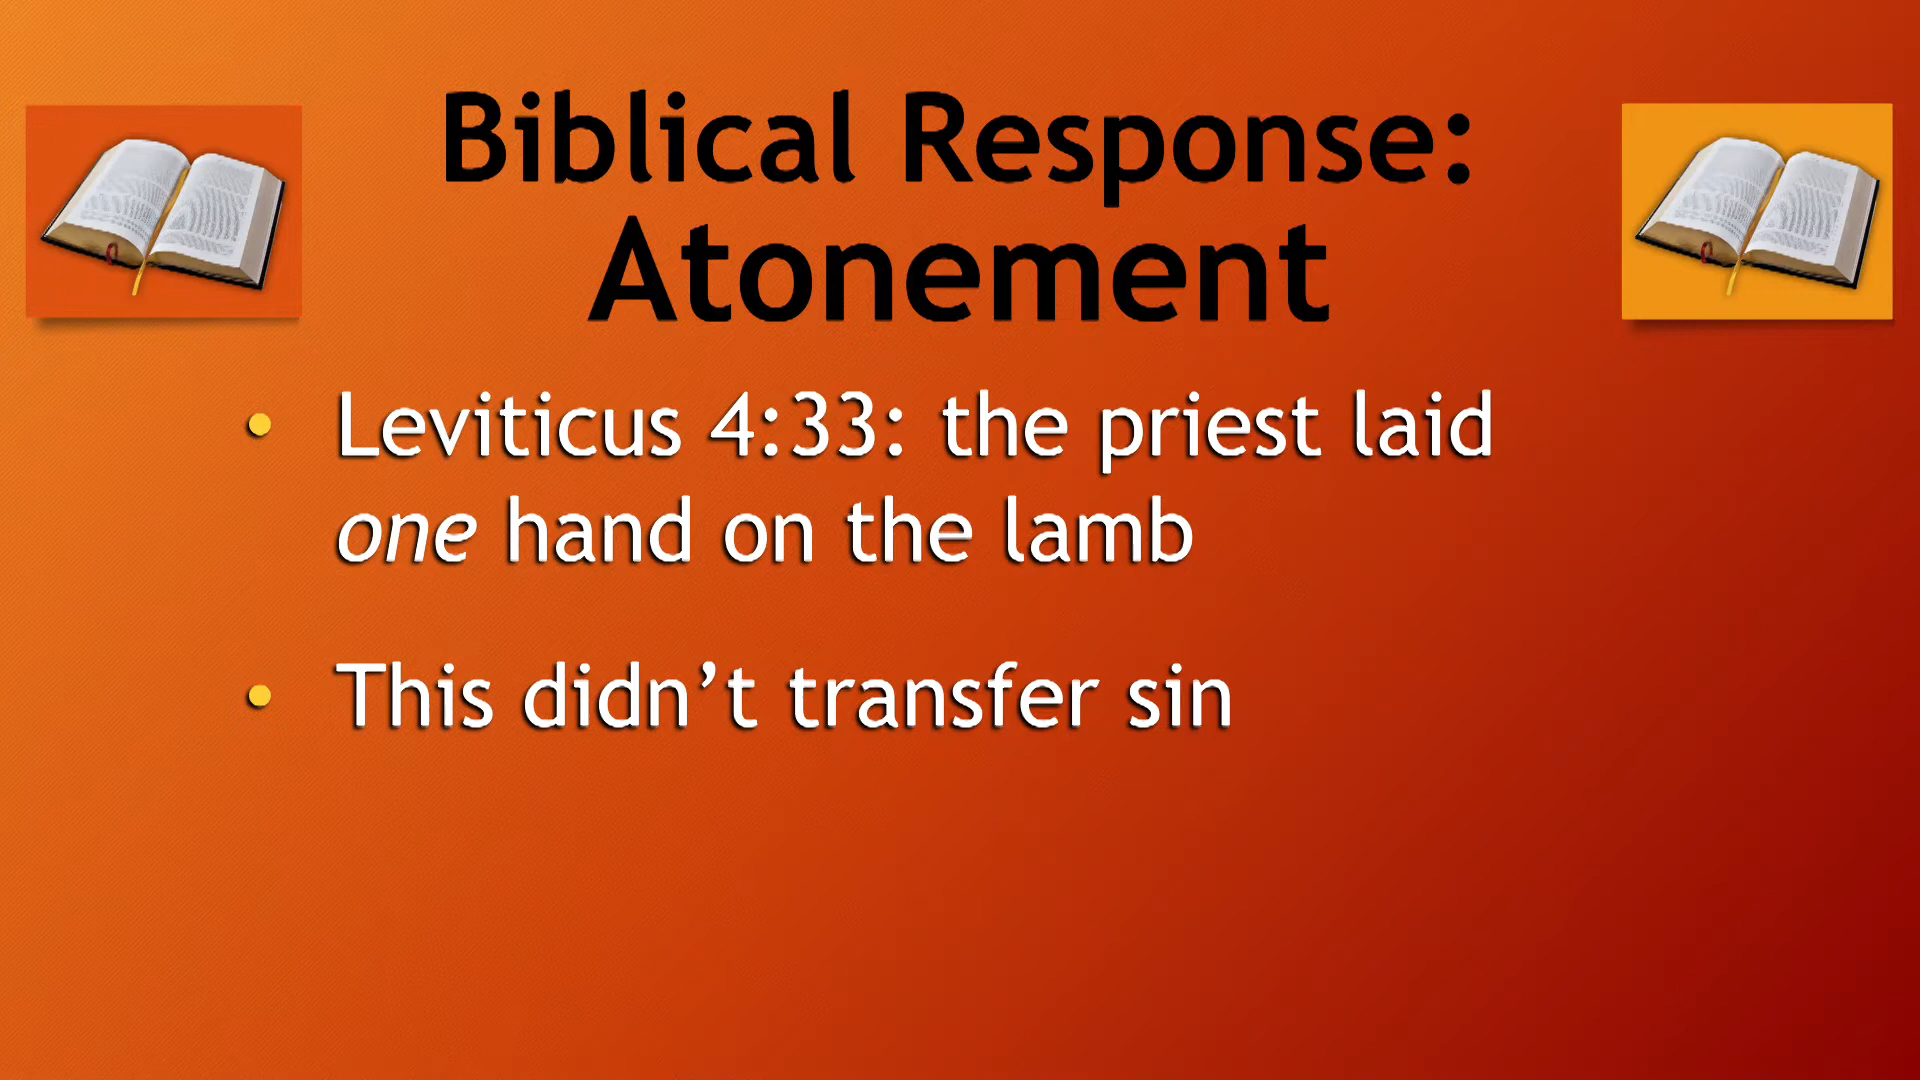 Biblical Response:
Atonement
• Leviticus 4:33: the priest laid
one hand on the lamb
• This didn’t transfer sin